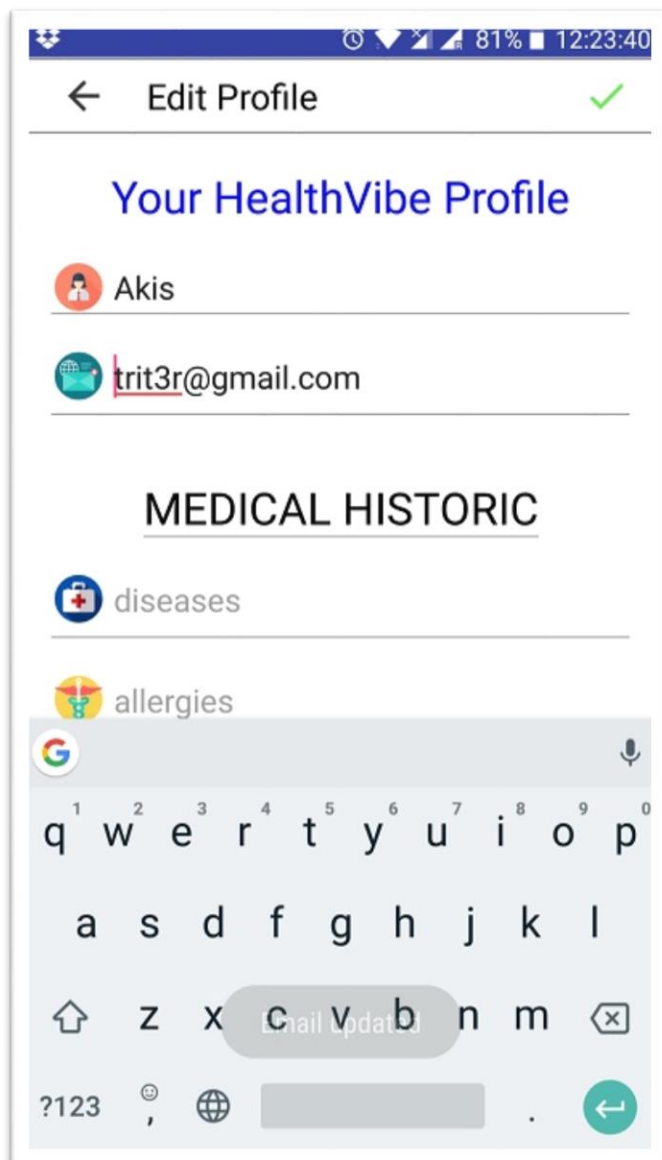 81% 12:23:40
Edit Profile
Your HealthVibe Profile
Akis
trit3r@gmail.com
MEDICAL HISTORIC
diseases
allergies
G
1 2 3 4 5 6 7 8 9 0
q w e r t y u i o p
a s d f g h j k l
z x c v b n m
Email updated
?123 , .